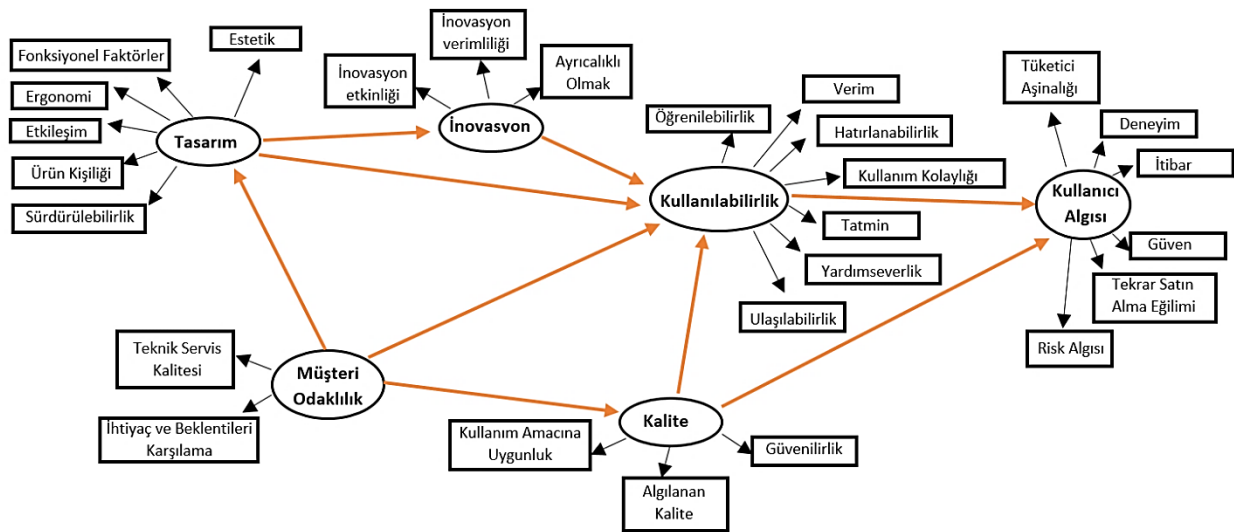 Estetik
Fonksiyonel Faktörler
Ergonomi
Etkileşim
Ürün Kişiliği
Sürdürülebilirlik
Tasarım
İnovasyon
etkinliği
İnovasyon
verimliliği
Ayrıcalıklı
Olmak
İnovasyon
Öğrenilebilirlik
Verim
Hatırlanabilirlik
Kullanım Kolaylığı
Kullanılabilirlik
Tatmin
Yardımseverlik
Ulaşılabilirlik
Tüketici
Aşinalığı
Deneyim
İtibar
Kullanıcı
Algısı
Güven
Tekrar Satın
Alma Eğilimi
Risk Algısı
Teknik Servis
Kalitesi
Müşteri
Odaklılık
İhtiyaç ve Beklentileri
Karşılama
Kalite
Kullanım Amacına
Uygunluk
Güvenilirlik
Algılanan
Kalite